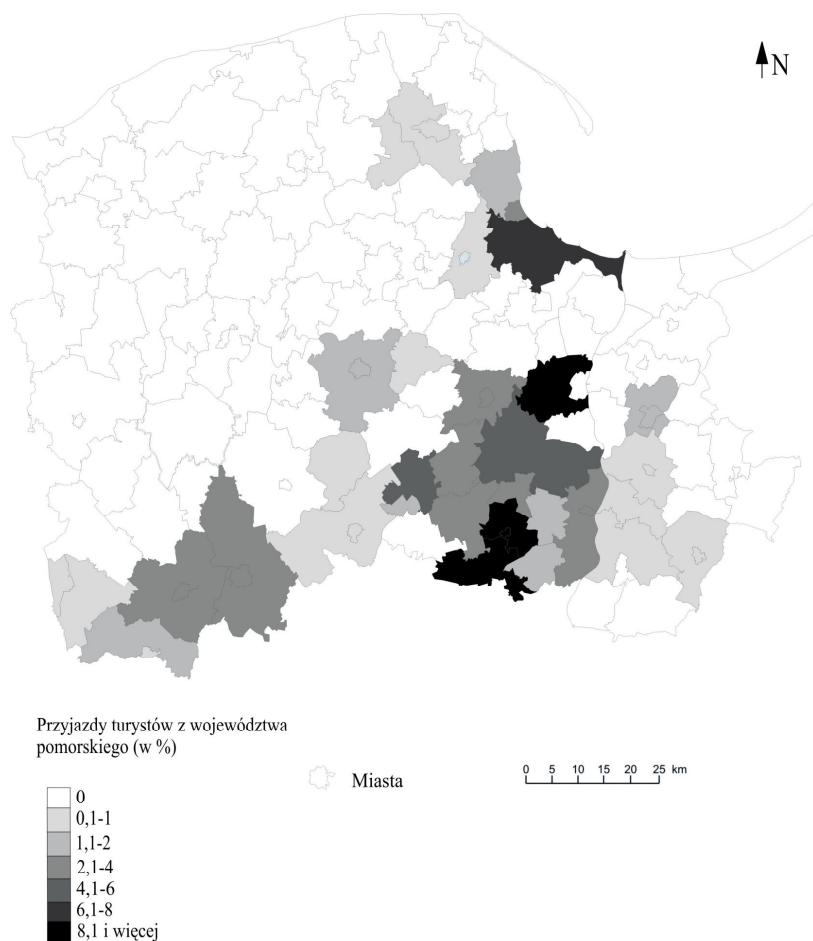 N
Przyjazdy turystów z województwa
pomorskiego (w %)
Miasta
0 5 10 15 20 25 km
0
0,1-1
1,1-2
2,1-4
4,1-6
6,1-8
8,1 i więcej